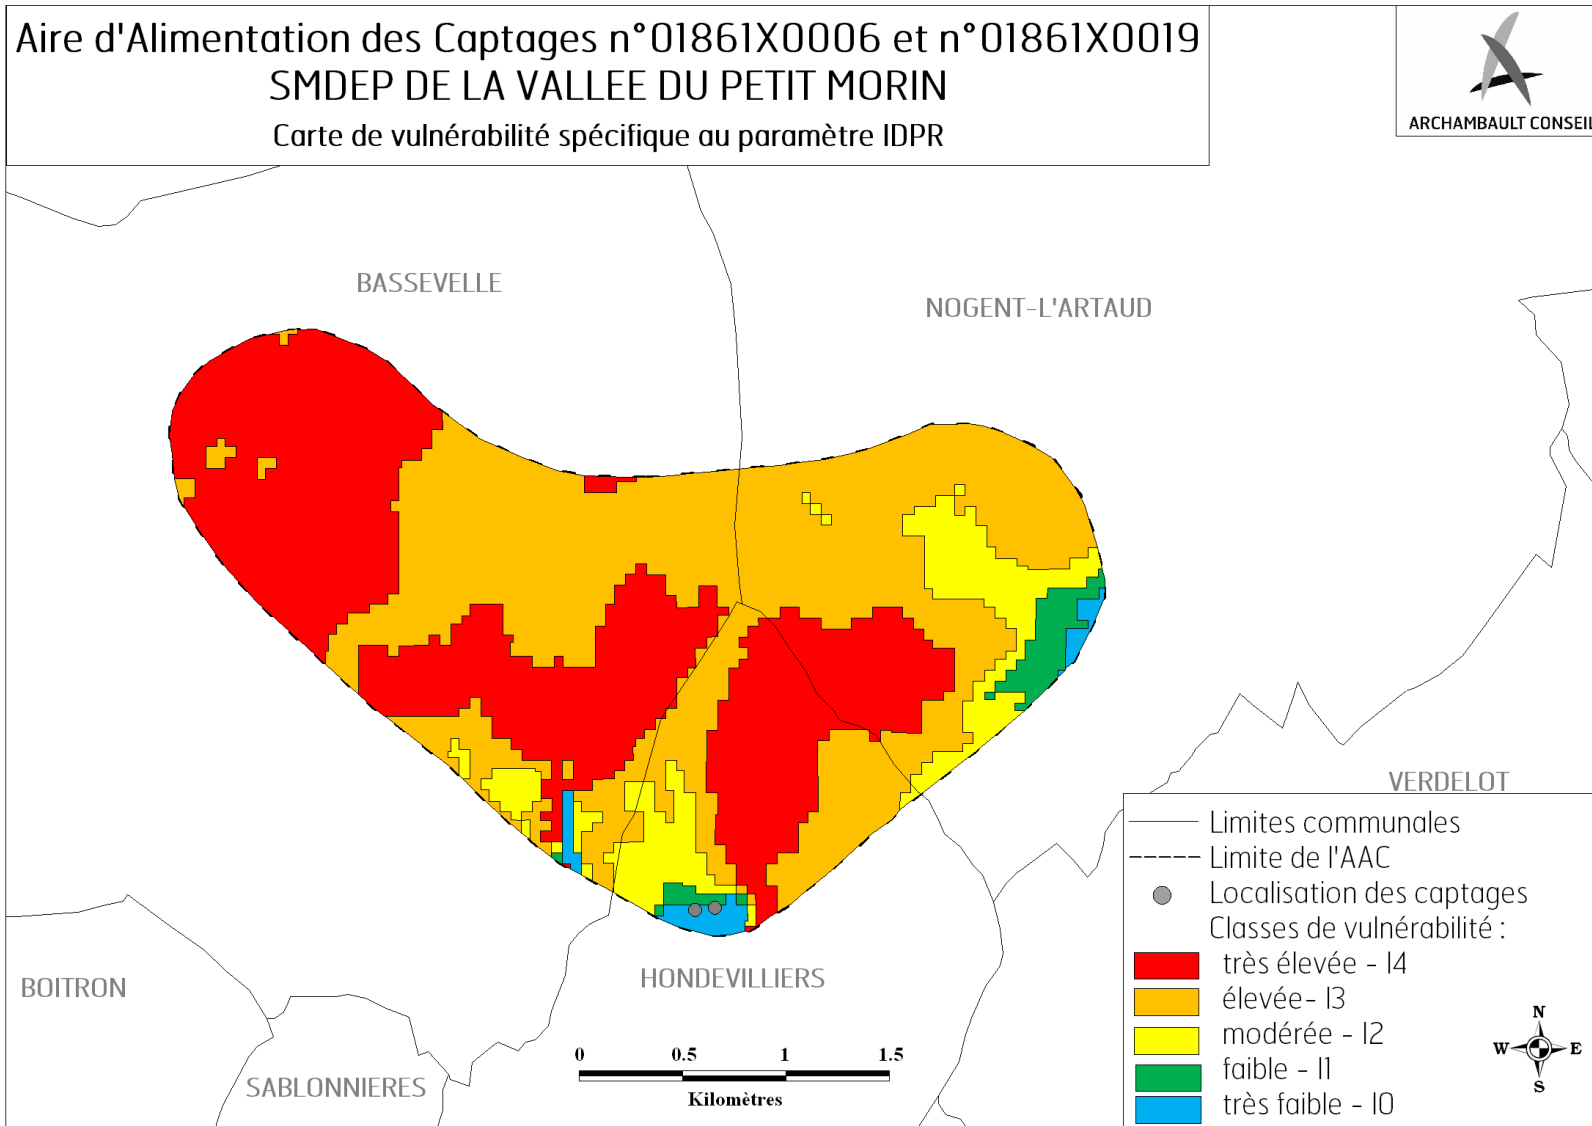 Aire d'Alimentation des Captages n°01861X0006 et n°01861X0019
SMDEP DE LA VALLEE DU PETIT MORIN
Carte de vulnérabilité spécifique au paramètre IDPR
ARCHAMBAULT CONSEIL
BASSEVELLE
NOGENT-L'ARTAUD
VERDELOT
BOITRON
HONDEVILLIERS
SABLONNIERES
0 0.5 1 1.5
Kilomètres
Limites communales
Limite de l'AAC
Localisation des captages
Classes de vulnérabilité :
très élevée - I4
élevée- I3
modérée - I2
faible - I1
très faible - I0
N
W E
S